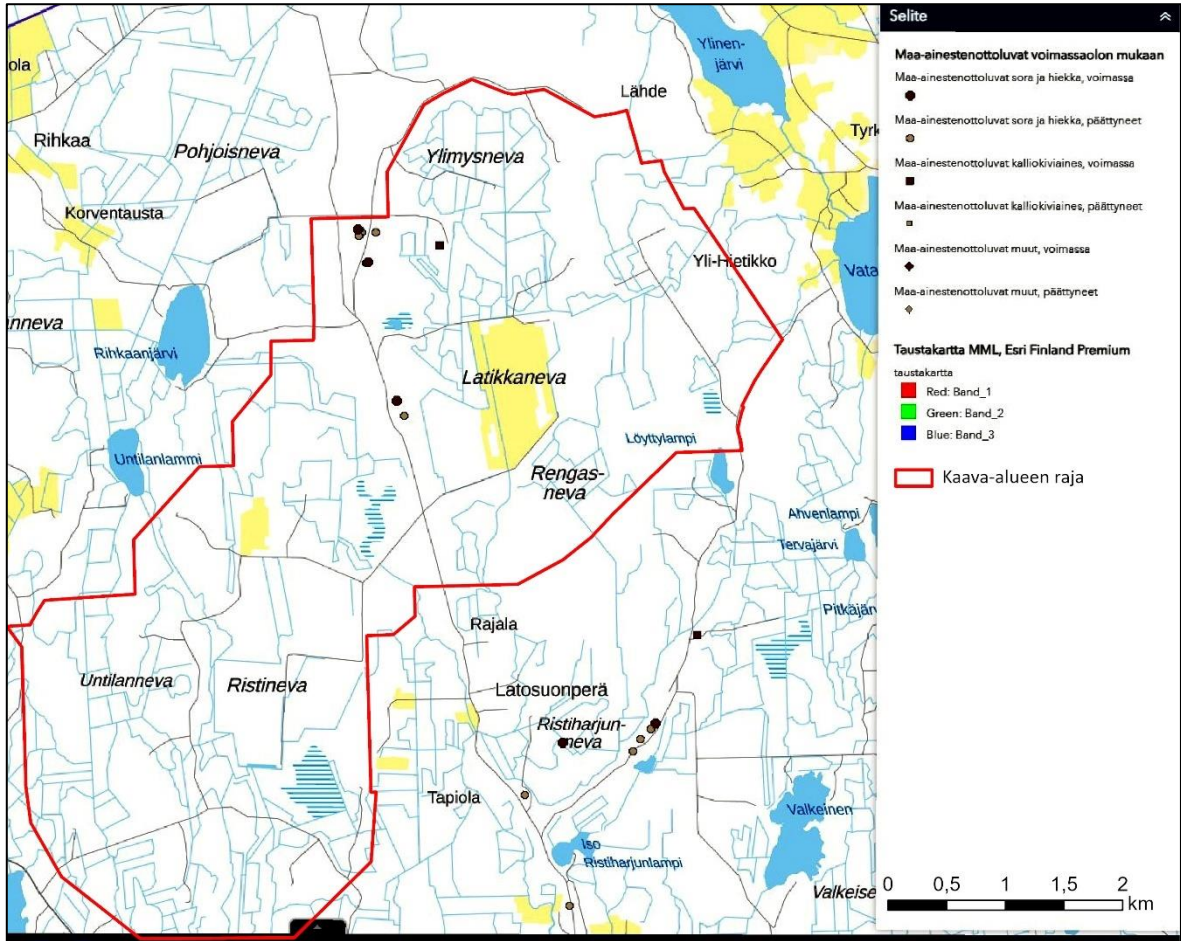 Ylinen-
järvi
ola
Lähde
Tyrk
Rihkaa
Pohjoisneva
Ylimysneva
Korventausta
Yli-Hietikko
Vata
anneva
Rihkaanjärvi
Latikkaneva
Löyttylampi
Untilanlammi
Rengas-
neva
Ahvenlampi
Tervajärvi
Pitkäjärv
Rajala
Untilanneva
Ristineva
Latosuonperä
Ristiharjun-
neva
Tapiola
Valkeinen
Iso
Ristiharjunlampi
Valkeise
Selite
Maa-ainestenottoluvat voimassaolon mukaan
Maa-ainestenottoluvat sora ja hiekka, voimassa
Maa-ainestenottoluvat sora ja hiekka, päättyneet
Maa-ainestenottoluvat kalliokiviaines, voimassa
Maa-ainestenottoluvat kalliokiviaines, päättyneet
Maa-ainestenottoluvat muut, voimassa
Maa-ainestenottoluvat muut, päättyneet
Taustakartta MML, Esri Finland Premium
taustakartta
Red: Band_1
Green: Band_2
Blue: Band_3
Kaava-alueen raja
0 0,5 1 1,5 2
km